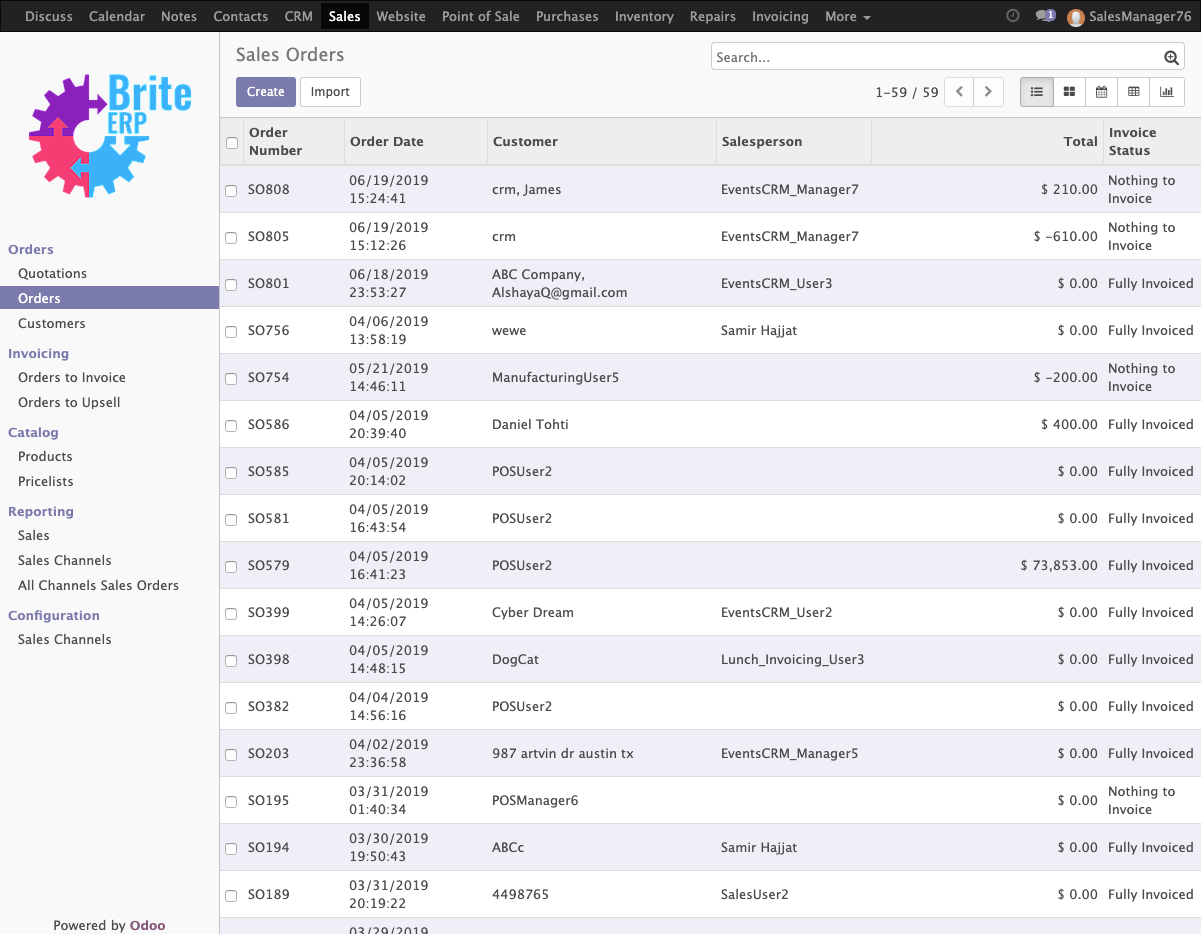 Discuss Calendar Notes Contacts CRM Sales Website Point of Sale Purchases Inventory Repairs Invoicing More 1 SalesManager76
Brite
ERP
Orders
Quotations
Orders
Customers
Invoicing
Orders to Invoice
Orders to Upsell
Catalog
Products
Pricelists
Reporting
Sales
Sales Channels
All Channels Sales Orders
Configuration
Sales Channels
Powered by Odoo
Sales Orders
Search...
Create Import 1-59 / 59
Order Number Order Date Customer Salesperson Total Invoice Status
SO808 06/19/2019 15:24:41 crm, James EventsCRM_Manager7 $ 210.00 Nothing to Invoice
SO805 06/19/2019 15:12:26 crm EventsCRM_Manager7 $ -610.00 Nothing to Invoice
SO801 06/18/2019 23:53:27 ABC Company, AlshayaQ@gmail.com EventsCRM_User3 $ 0.00 Fully Invoiced
SO756 04/06/2019 13:58:19 wewe Samir Hajjat $ 0.00 Fully Invoiced
SO754 05/21/2019 14:46:11 ManufacturingUser5 $ -200.00 Nothing to Invoice
SO586 04/05/2019 20:39:40 Daniel Tohti $ 400.00 Fully Invoiced
SO585 04/05/2019 20:14:02 POSUser2 $ 0.00 Fully Invoiced
SO581 04/05/2019 16:43:54 POSUser2 $ 0.00 Fully Invoiced
SO579 04/05/2019 16:41:23 POSUser2 $ 73,853.00 Fully Invoiced
SO399 04/05/2019 14:26:07 Cyber Dream EventsCRM_User2 $ 0.00 Fully Invoiced
SO398 04/05/2019 14:48:15 DogCat Lunch_Invoicing_User3 $ 0.00 Fully Invoiced
SO382 04/04/2019 14:56:16 POSUser2 $ 0.00 Fully Invoiced
SO203 04/02/2019 23:36:58 987 artvin dr austin tx EventsCRM_Manager5 $ 0.00 Fully Invoiced
SO195 03/31/2019 01:40:34 POSManager6 $ 0.00 Nothing to Invoice
SO194 03/30/2019 19:50:43 ABCc Samir Hajjat $ 0.00 Fully Invoiced
SO189 03/31/2019 20:19:22 4498765 SalesUser2 $ 0.00 Fully Invoiced
03/29/2019